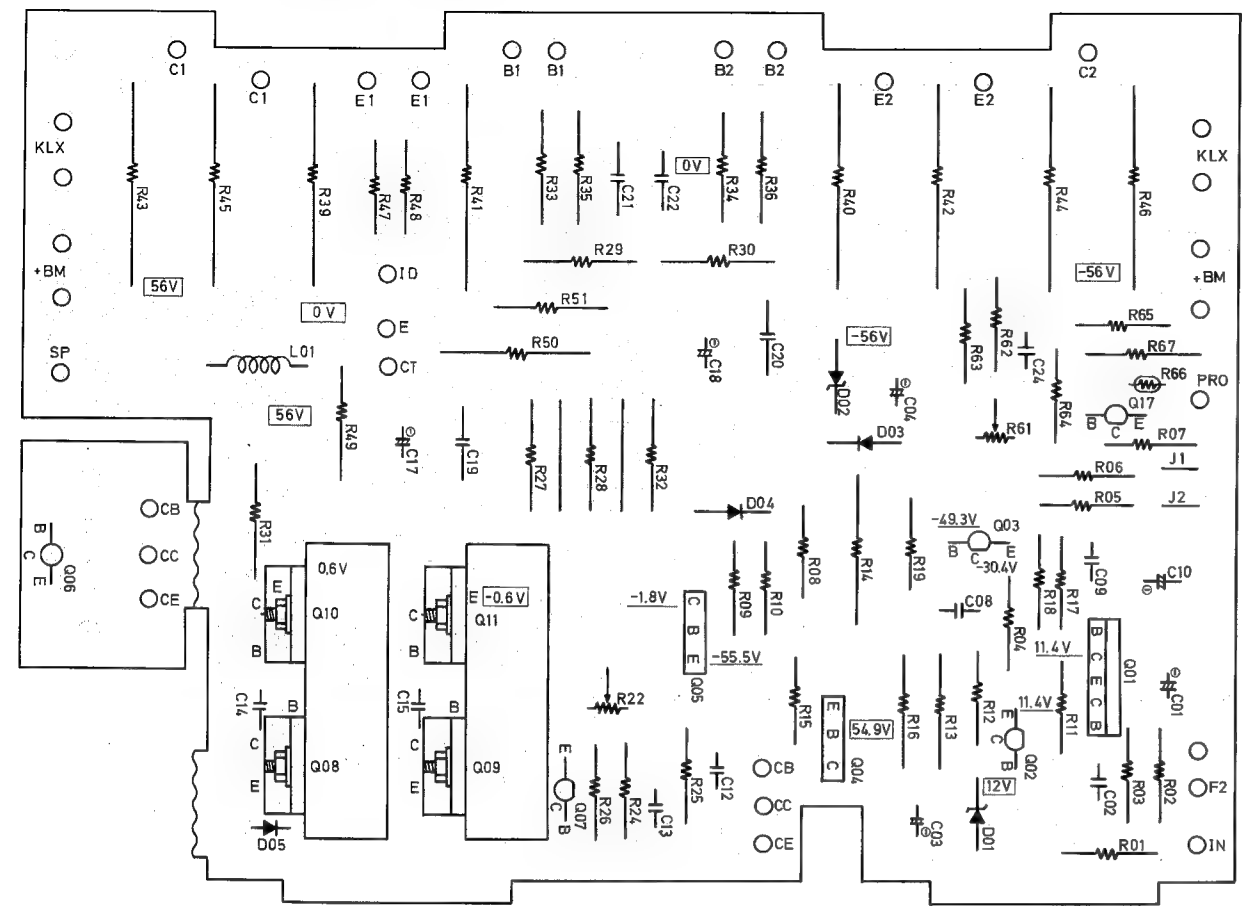 C1
C1
E1
E1
B1
B1
B2
B2
E2
E2
C2
KLX
R43
R45
R39
R47
R48
R41
R33
R35
C21
C22
0V
R34
R36
R40
R42
R44
R46
KLX
+BM
56V
ID
R29
R30
-56V
+BM
0V
E
R51
C20
-56V
R63
R62
C24
R65
SP
L01
CT
R50
C18
D02
C04
R64
R67
R66
PRO
56V
R49
C17
C19
R27
R28
R32
D03
R61
B
C
E
Q17
R07
R06
J1
R05
J2
B
C
E
Q06
CB
CC
CE
R31
D04
R08
R14
R19
-49.3V
Q03
B
C
E
-30.4V
R18
R17
C09
C10
0,6V
E
C
B
Q10
E
-0.6V
C
B
Q11
-1.8V
C
B
E
Q05
-55.5V
R09
R10
C08
R04
11.4V
B
C
E
C
B
Q01
C14
B
C
E
Q08
C15
B
C
E
Q09
R22
R15
E
B
C
Q04
54.9V
R16
R13
R12
E
C
B
Q02
11.4V
R11
C01
D05
E
C
B
Q07
R26
R24
C13
R25
C12
CB
CC
CE
C03
12V
D01
C02
R03
R02
F2
R01
IN